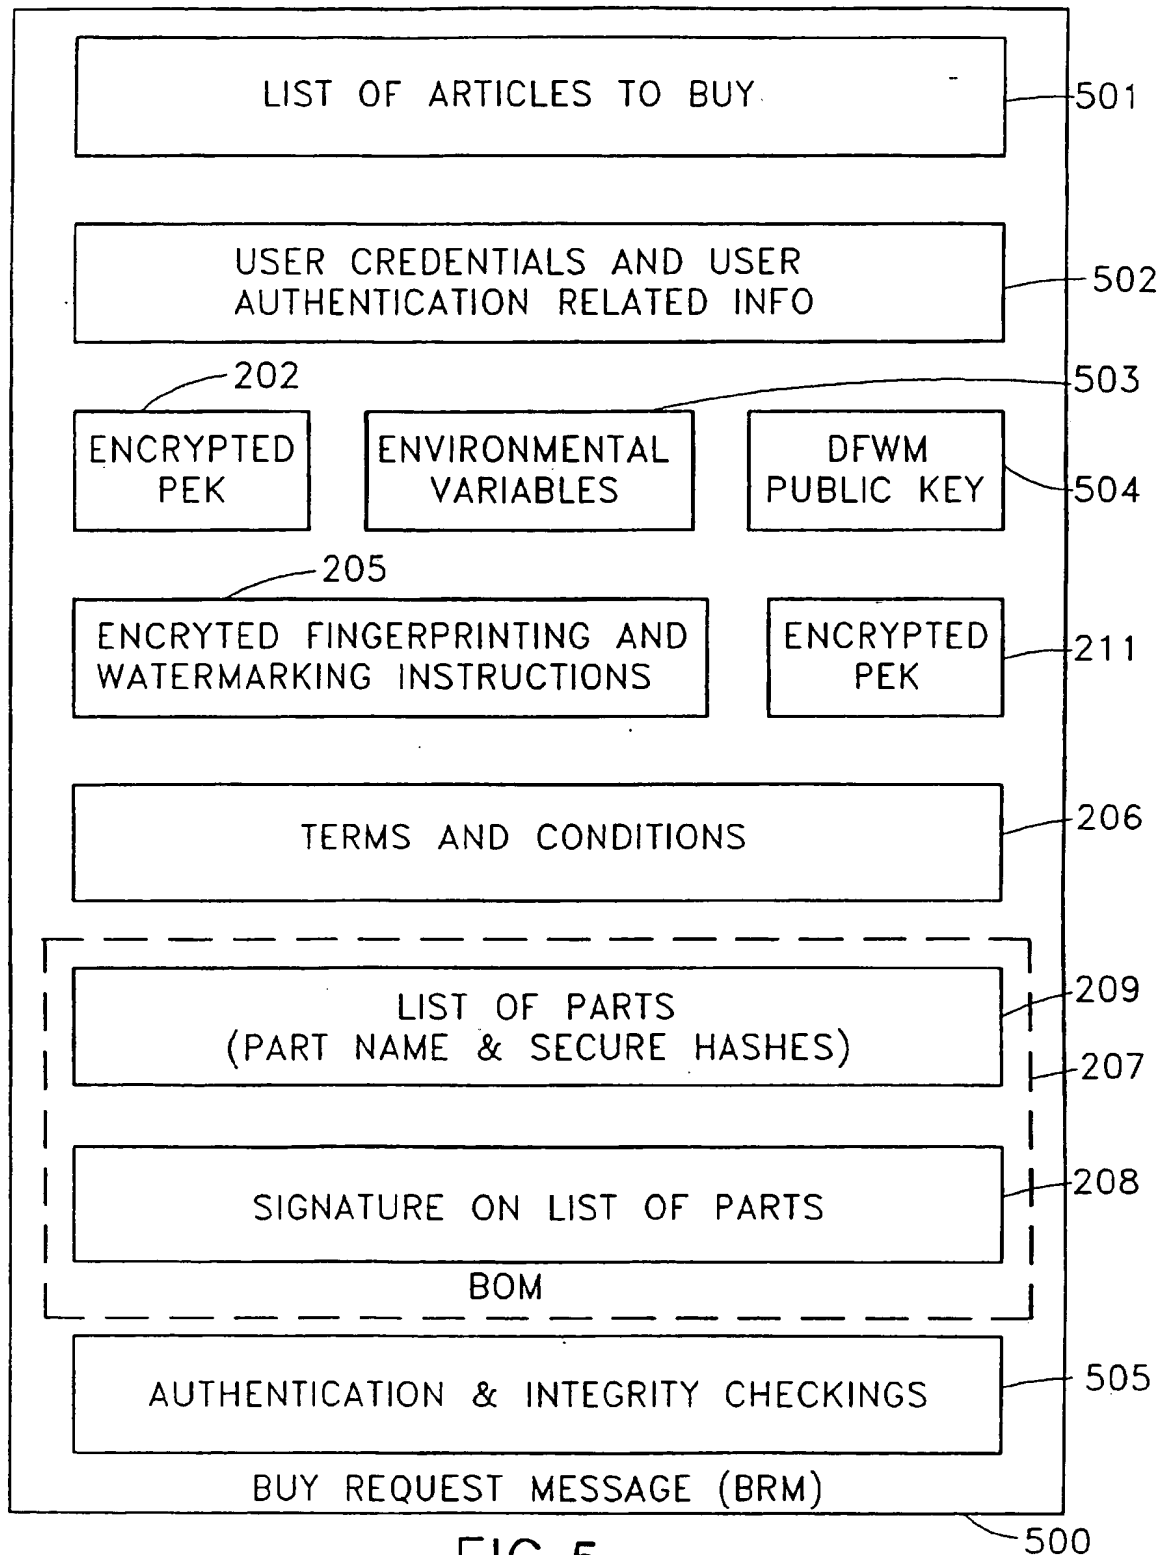 LIST OF ARTICLES TO BUY
501
USER CREDENTIALS AND USER
AUTHENTICATION RELATED INFO
502
202
503
ENCRYPTED
PEK
ENVIRONMENTAL
VARIABLES
DFWM
PUBLIC KEY
504
205
ENCRYTED FINGERPRINTING AND
WATERMARKING INSTRUCTIONS
ENCRYPTED
PEK
211
TERMS AND CONDITIONS
206
LIST OF PARTS
(PART NAME & SECURE HASHES)
209
207
SIGNATURE ON LIST OF PARTS
208
BOM
AUTHENTICATION & INTEGRITY CHECKINGS
505
BUY REQUEST MESSAGE (BRM)
500
FIG. 5